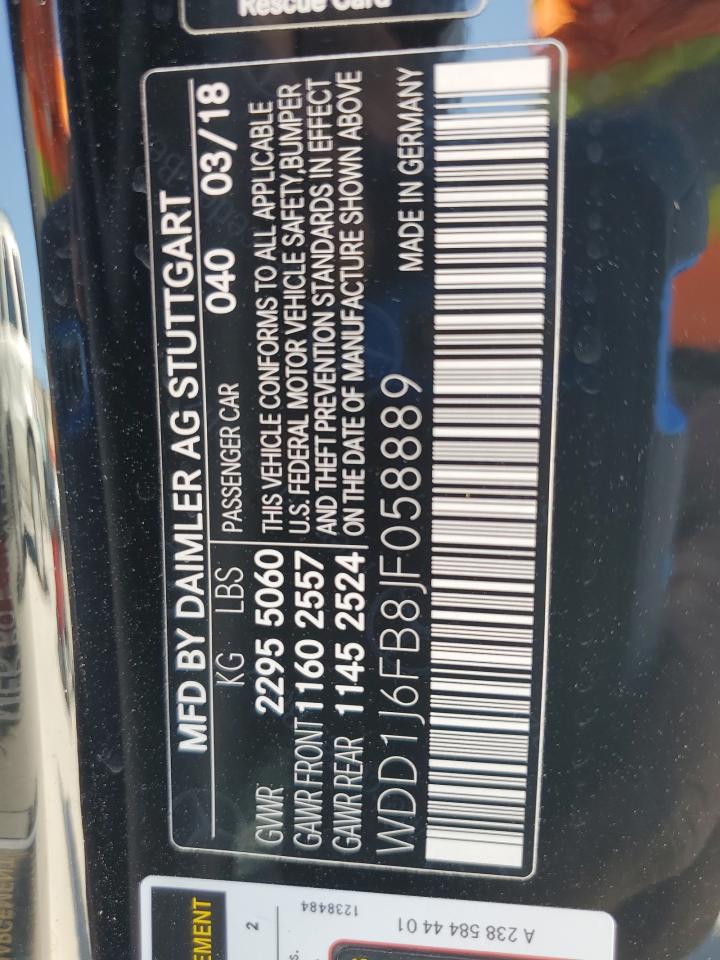 Rescue Card
MFD BY DAIMLER AG STUTTGART
KG LBS PASSENGER CAR 040 03/18
GVWR 2295 5060
GAWR FRONT 1160 2557
GAWR REAR 1145 2524
THIS VEHICLE CONFORMS TO ALL APPLICABLE
U.S. FEDERAL MOTOR VEHICLE SAFETY,BUMPER
AND THEFT PREVENTION STANDARDS IN EFFECT
ON THE DATE OF MANUFACTURE SHOWN ABOVE
WDD1J6FB8JF058889 MADE IN GERMANY
EMENT
2
1238484
A 238 584 44 01